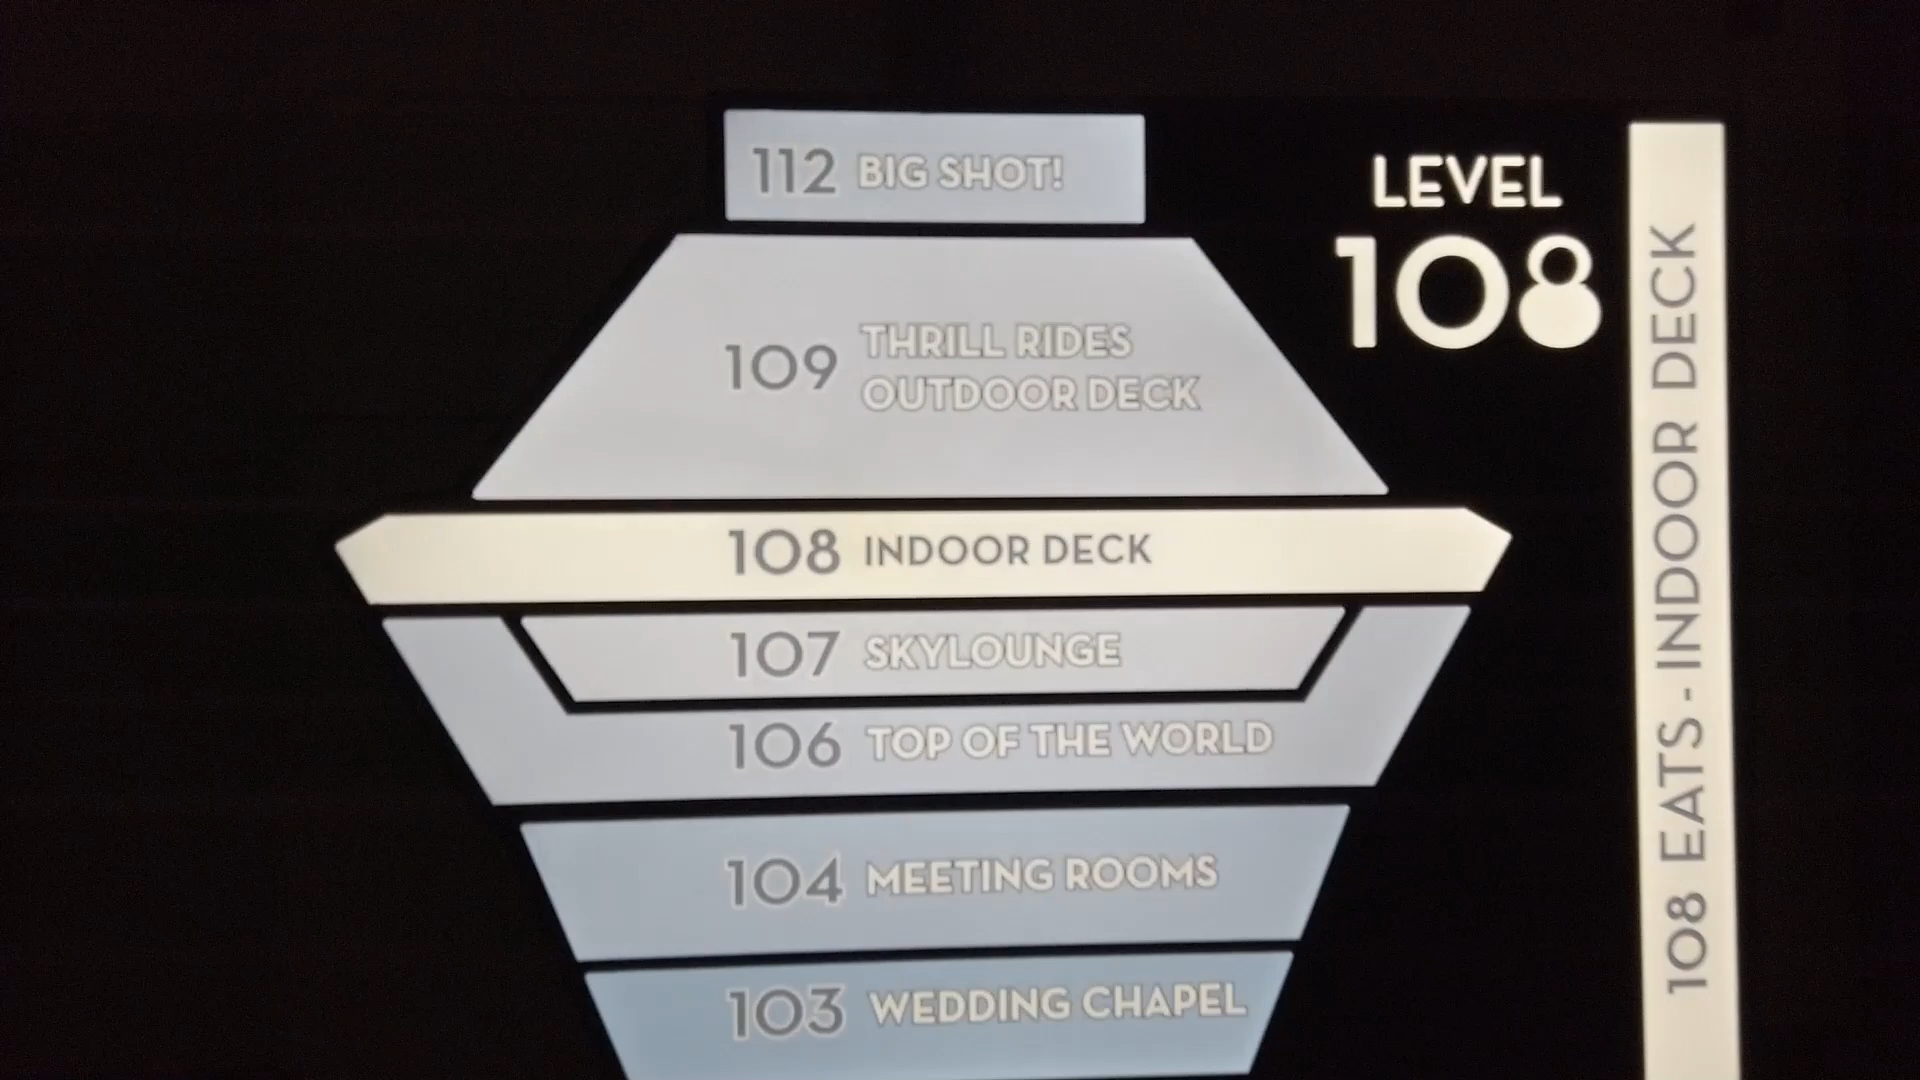 112 BIG SHOT!
109 THRILL RIDES
OUTDOOR DECK
108 INDOOR DECK
107 SKYLOUNGE
106 TOP OF THE WORLD
104 MEETING ROOMS
103 WEDDING CHAPEL
LEVEL
108
108 EATS - INDOOR DECK